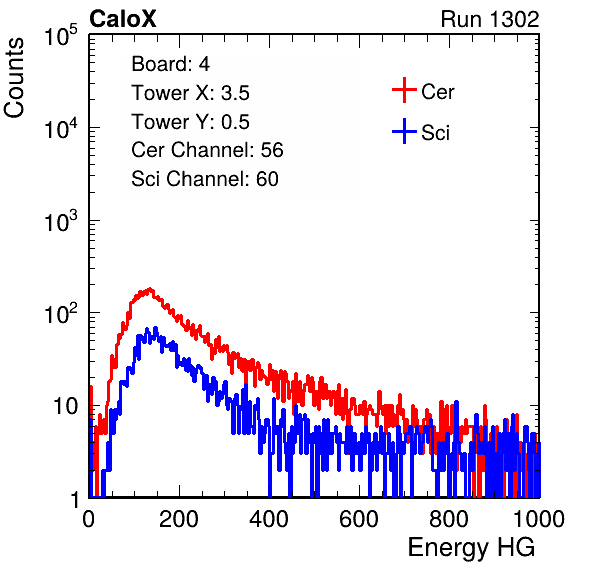 CaloX Run 1302
Counts
10^5
10^4
10^3
10^2
10
1
Board: 4
Tower X: 3.5
Tower Y: 0.5
Cer Channel: 56
Sci Channel: 60
Cer
Sci
0 200 400 600 800 1000
Energy HG